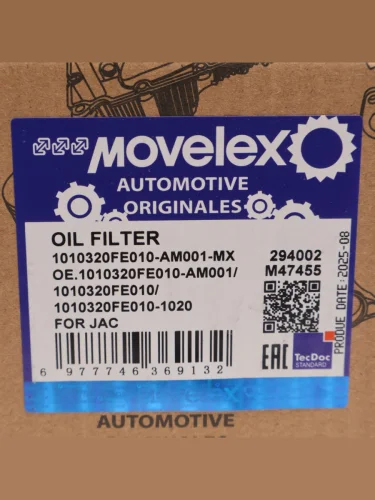 MOVELEX
AUTOMOTIVE
ORIGINALES
OIL FILTER
1010320FE010-AM001-MX 294002
OE.1010320FE010-AM001/ M47455
1010320FE010/
1010320FE010-1020
FOR JAC
6 977746 369132
EAC
TecDoc
STANDARD
PRODUE DATE:2025-08
AUTOMOTIVE
ORIGINALES